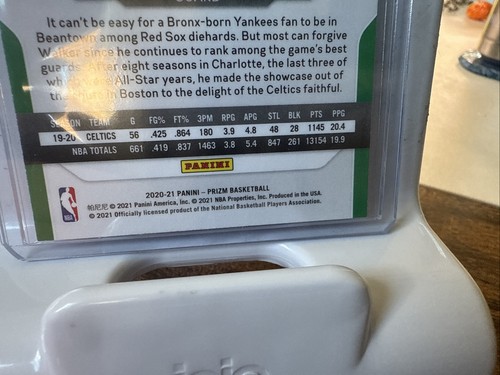 It can't be easy for a Bronx-born Yankees fan to be in
Beantown among Red Sox diehards. But most can forgive
Walker since he continues to rank among the game's best
guards. After eight seasons in Charlotte, the last three of
All-Star years, he made the showcase out of
in Boston to the delight of the Celtics faithful.
SEASON TEAM G FG% FT% 3PM RPG APG STL BLK PTS PPG
19-20 CELTICS 56 .425 .864 180 3.9 4.8 48 28 1145 20.4
NBA TOTALS 661 .419 .837 1463 3.8 5.4 847 261 13154 19.9
PANINI
2020-21 PANINI – PRIZM BASKETBALL
帕尼尼 © 2021 Panini America, Inc. © 2021 NBA Properties, Inc. Produced in the USA.
© 2021 Officially licensed product of the National Basketball Players Association.